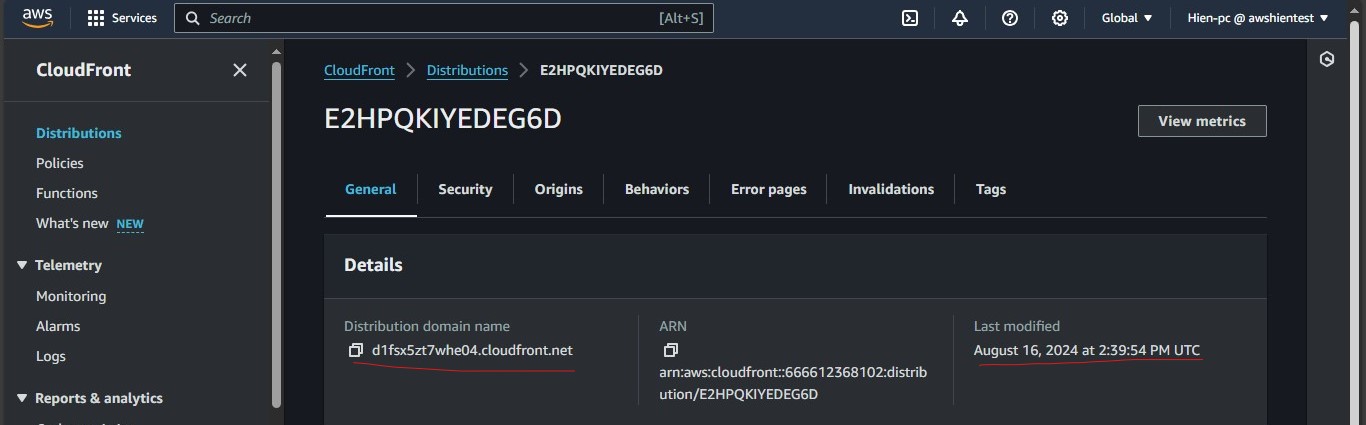 aws
Services
Search
[Alt+S]
Global
Hien-pc @ awshientest
CloudFront
Distributions
Policies
Functions
What's new NEW
Telemetry
Monitoring
Alarms
Logs
Reports & analytics
CloudFront
Distributions
E2HPQKIYEDEG6D
E2HPQKIYEDEG6D
View metrics
General
Security
Origins
Behaviors
Error pages
Invalidations
Tags
Details
Distribution domain name
d1fsx5zt7whe04.cloudfront.net
ARN
arn:aws:cloudfront::666612368102:distrib
ution/E2HPQKIYEDEG6D
Last modified
August 16, 2024 at 2:39:54 PM UTC